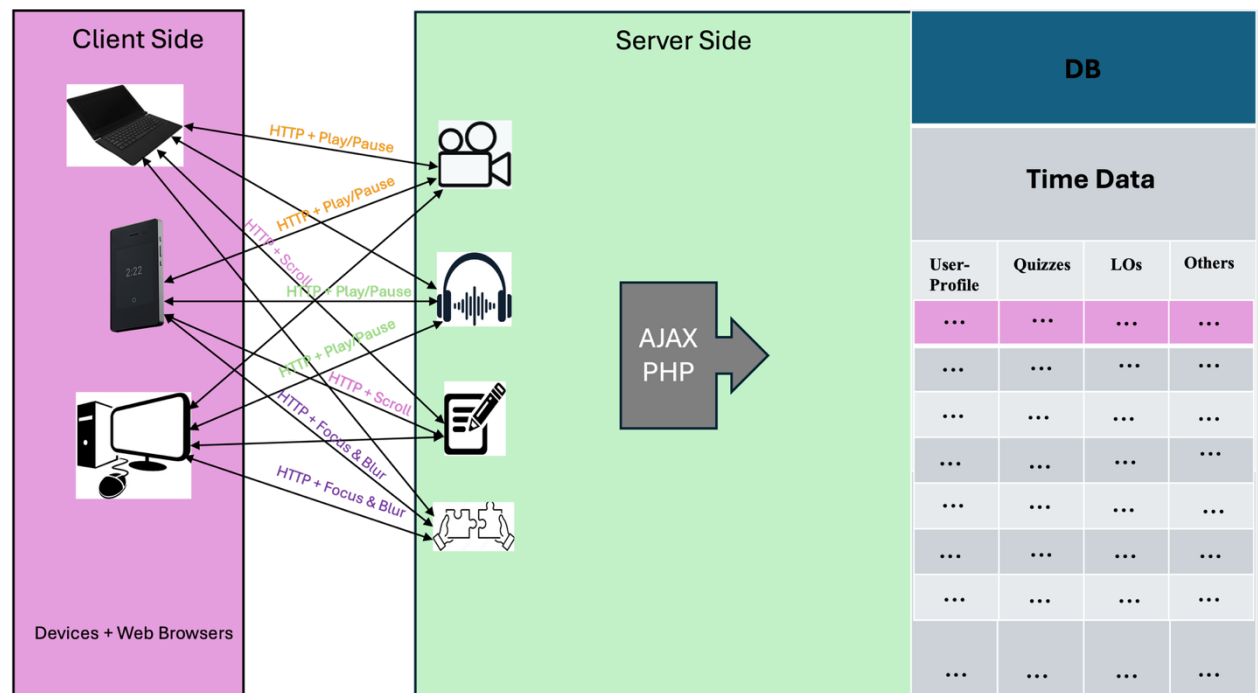 Client Side
Server Side
DB
HTTP + Play/Pause
HTTP + Play/Pause
HTTP + Scroll
2:22
HTTP + Play/Pause
HTTP + Play/Pause
HTTP + Scroll
HTTP + Focus & Blur
HTTP + Focus & Blur
AJAX
PHP
Devices + Web Browsers
Time Data
User-
Profile
Quizzes
LOs
Others
... ... ... ...
... ... ... ...
... ... ... ...
... ... ... ...
... ... ... ...
... ... ... ...
... ... ... ...
... ... ... ...